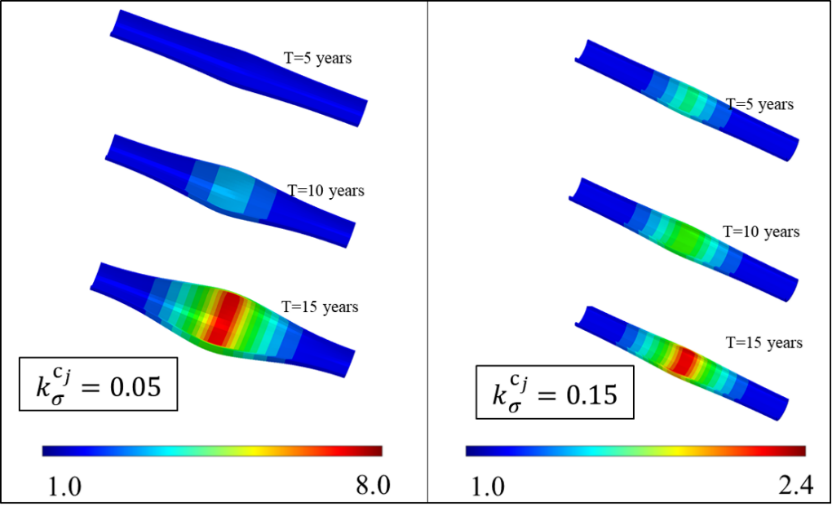 T=5 years
T=10 years
T=15 years
k_σ^{c_j} = 0.05
1.0
8.0
T=5 years
T=10 years
T=15 years
k_σ^{c_j} = 0.15
1.0
2.4